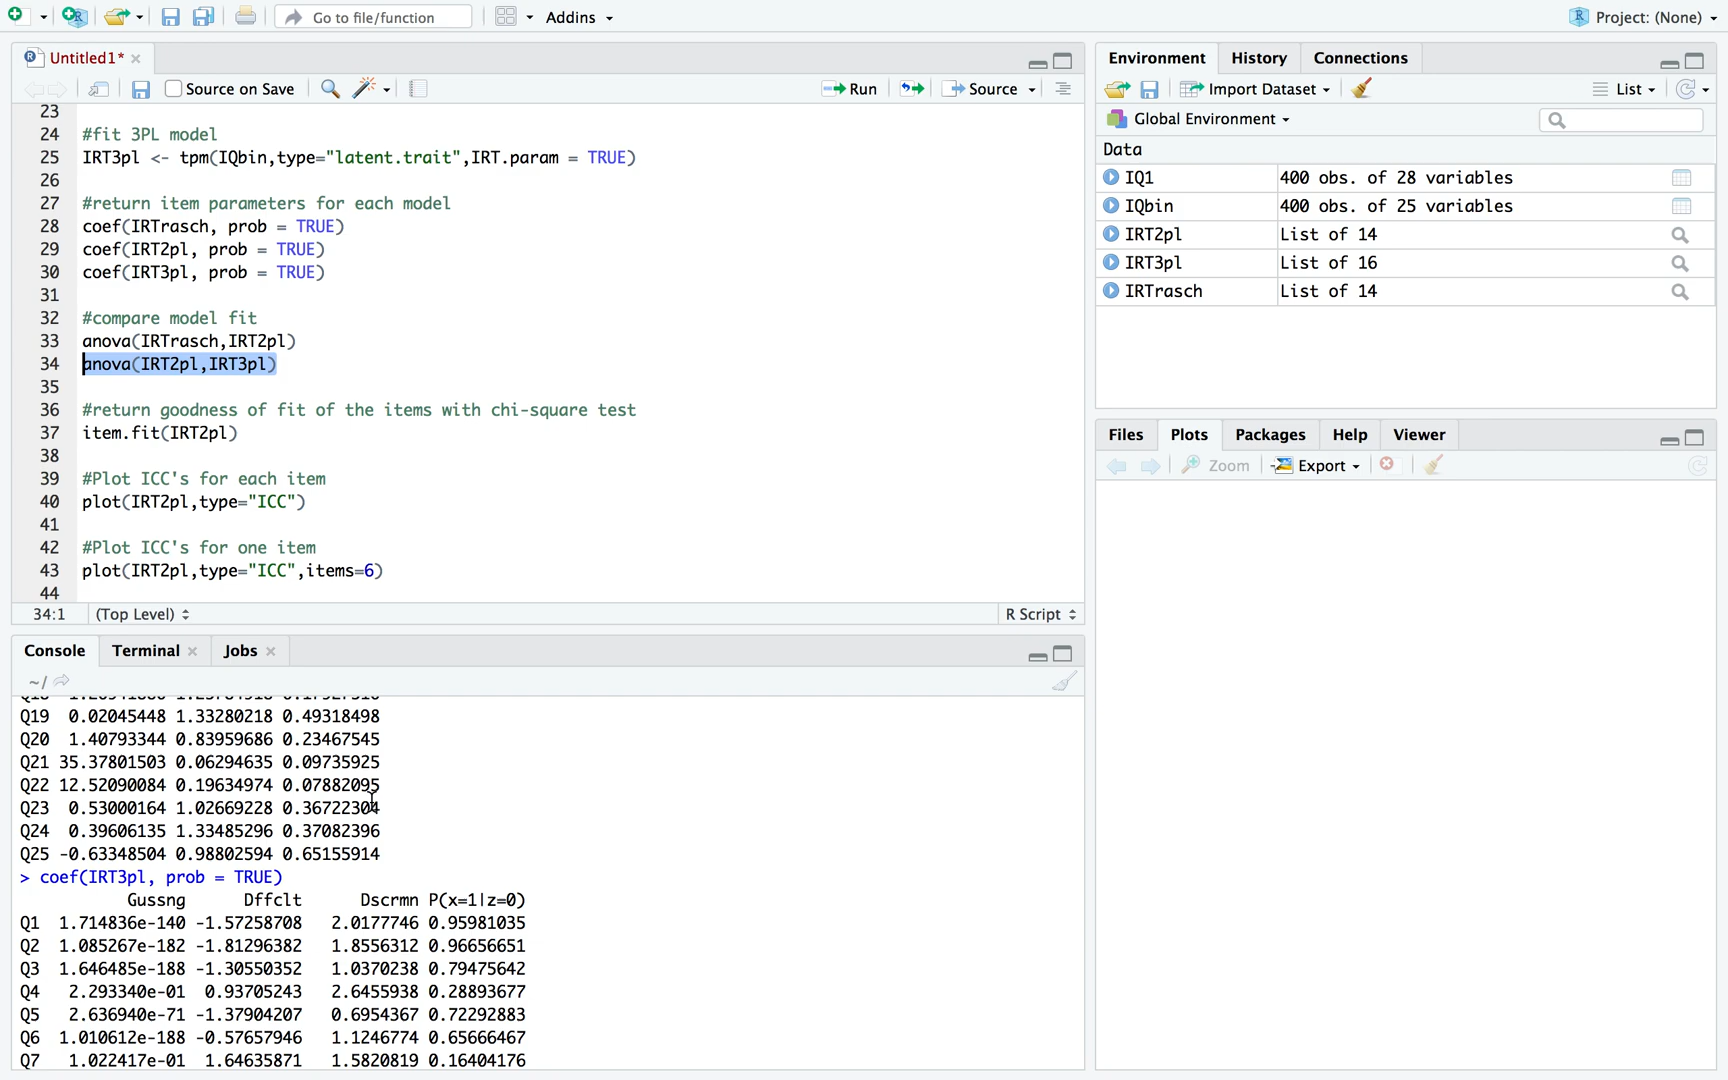 Go to file/function
Addins
Project: (None)
Untitled1*
Source on Save
Run
Source
23
24 #fit 3PL model
25 IRT3pl <- tpm(IQbin,type="latent.trait",IRT.param = TRUE)
26
27 #return item parameters for each model
28 coef(IRTrasch, prob = TRUE)
29 coef(IRT2pl, prob = TRUE)
30 coef(IRT3pl, prob = TRUE)
31
32 #compare model fit
33 anova(IRTrasch,IRT2pl)
34 anova(IRT2pl,IRT3pl)
35
36 #return goodness of fit of the items with chi-square test
37 item.fit(IRT2pl)
38
39 #Plot ICC's for each item
40 plot(IRT2pl,type="ICC")
41
42 #Plot ICC's for one item
43 plot(IRT2pl,type="ICC",items=6)
44
34:1 (Top Level) R Script
Console Terminal Jobs
~/
Q19 0.02045448 1.33280218 0.49318498
Q20 1.40793344 0.83959686 0.23467545
Q21 35.37801503 0.06294635 0.09735925
Q22 12.52090084 0.19634974 0.07882095
Q23 0.53000164 1.02669228 0.36722304
Q24 0.39606135 1.33485296 0.37082396
Q25 -0.63348504 0.98802594 0.65155914
> coef(IRT3pl, prob = TRUE)
Gussng Dffclt Dscrmn P(x=1|z=0)
Q1 1.714836e-140 -1.57258708 2.0177746 0.95981035
Q2 1.085267e-182 -1.81296382 1.8556312 0.96656651
Q3 1.646485e-188 -1.30550352 1.0370238 0.79475642
Q4 2.293340e-01 0.93705243 2.6455938 0.28893677
Q5 2.636940e-71 -1.37904207 0.6954367 0.72292883
Q6 1.010612e-188 -0.57657946 1.1246774 0.65666467
Q7 1.022417e-01 1.64635871 1.5820819 0.16404176
Environment History Connections
Import Dataset
List
Global Environment
Data
IQ1 400 obs. of 28 variables
IQbin 400 obs. of 25 variables
IRT2pl List of 14
IRT3pl List of 16
IRTrasch List of 14
Files Plots Packages Help Viewer
Zoom Export